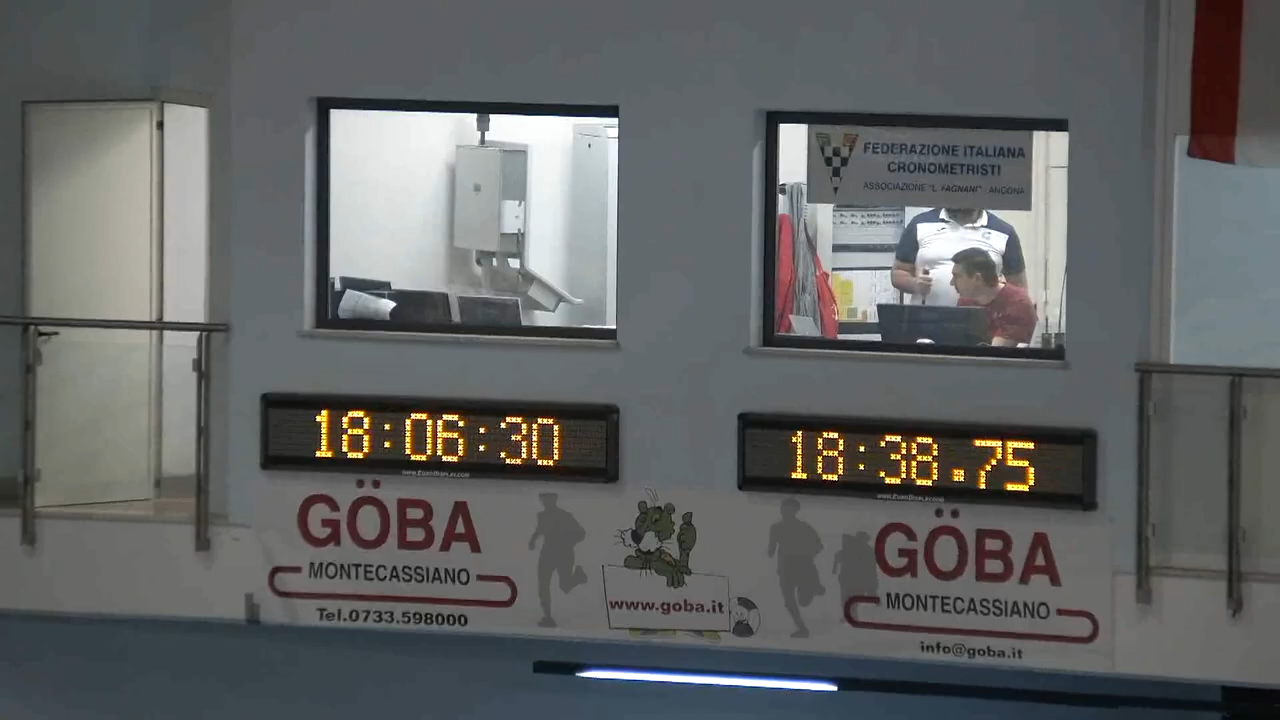 FEDERAZIONE ITALIANA
CRONOMETRISTI
ASSOCIAZIONE "L. FAGNANI" - ANCONA
18:06:30
18:38.75
GÖBA
MONTECASSIANO
Tel.0733.598000
www.goba.it
GÖBA
MONTECASSIANO
info@goba.it